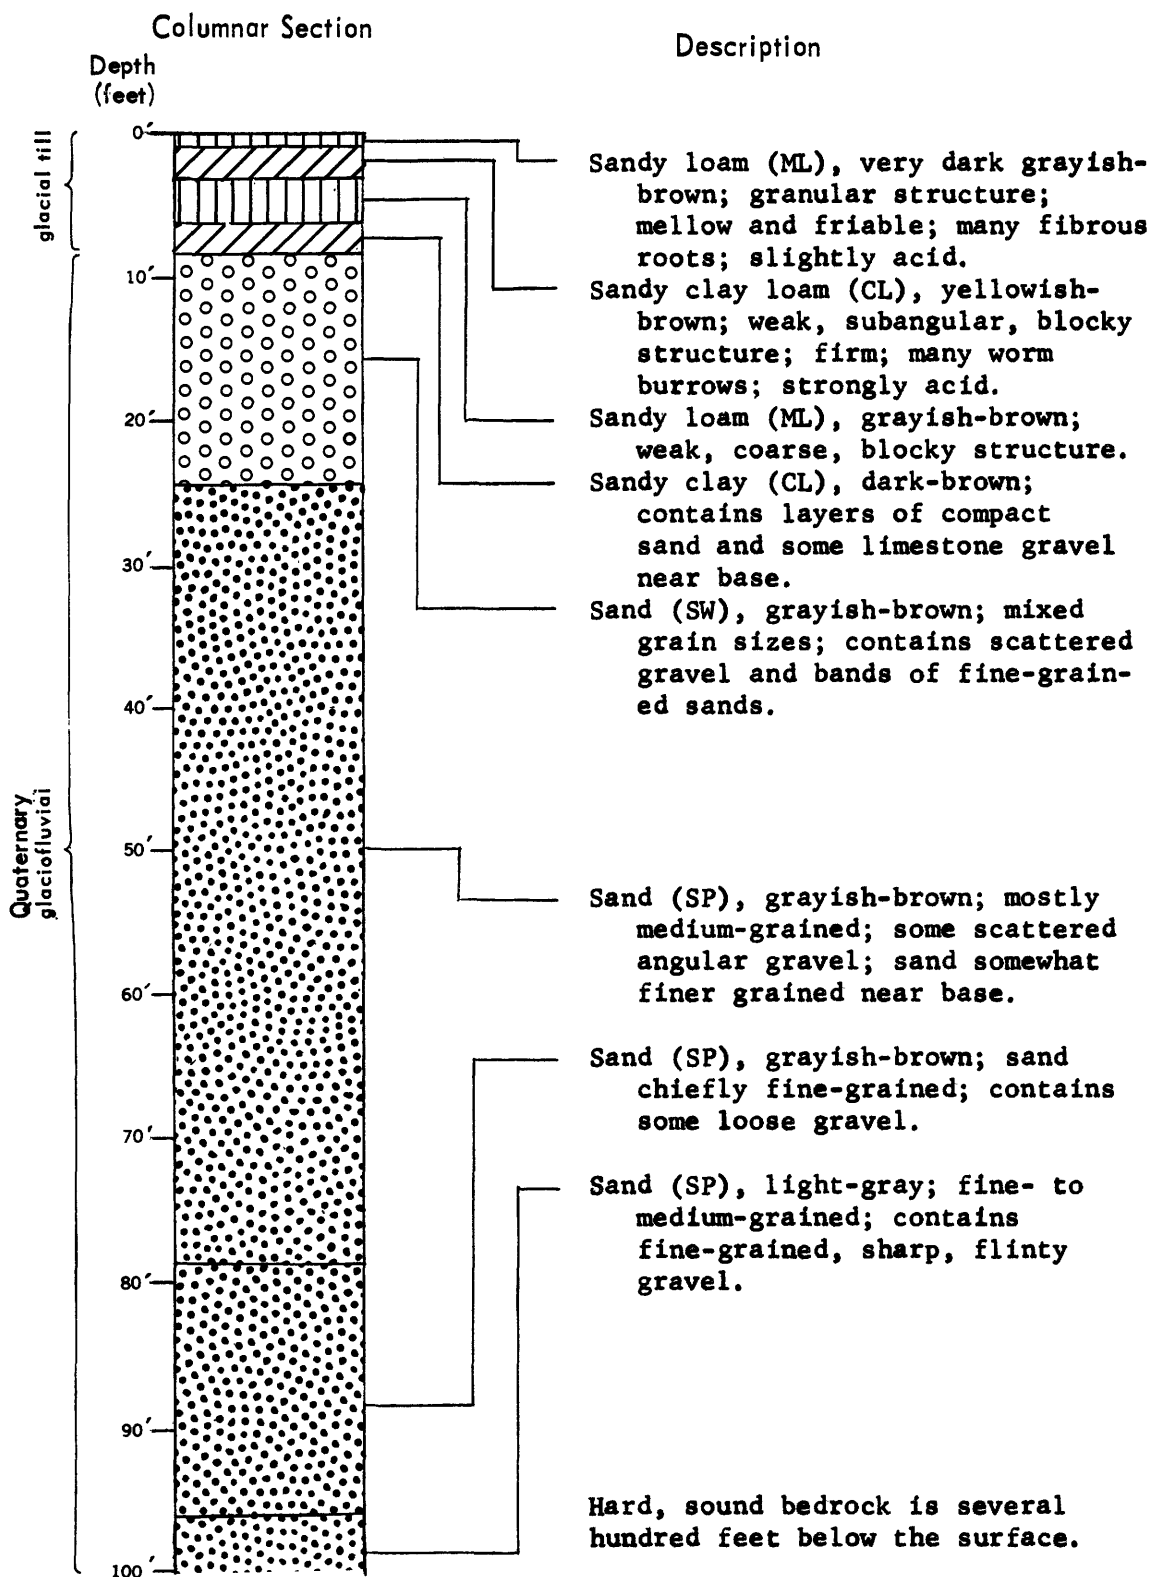 Columnar Section
Description
Depth
(feet)
glacial till
Quaternary
glaciofluvial
0′
10′
20′
30′
40′
50′
60′
70′
80′
90′
100′
Sandy loam (ML), very dark grayish-
brown; granular structure;
mellow and friable; many fibrous
roots; slightly acid.
Sandy clay loam (CL), yellowish-
brown; weak, subangular, blocky
structure; firm; many worm
burrows; strongly acid.
Sandy loam (ML), grayish-brown;
weak, coarse, blocky structure.
Sandy clay (CL), dark-brown;
contains layers of compact
sand and some limestone gravel
near base.
Sand (SW), grayish-brown; mixed
grain sizes; contains scattered
gravel and bands of fine-grain-
ed sands.
Sand (SP), grayish-brown; mostly
medium-grained; some scattered
angular gravel; sand somewhat
finer grained near base.
Sand (SP), grayish-brown; sand
chiefly fine-grained; contains
some loose gravel.
Sand (SP), light-gray; fine- to
medium-grained; contains
fine-grained, sharp, flinty
gravel.
Hard, sound bedrock is several
hundred feet below the surface.